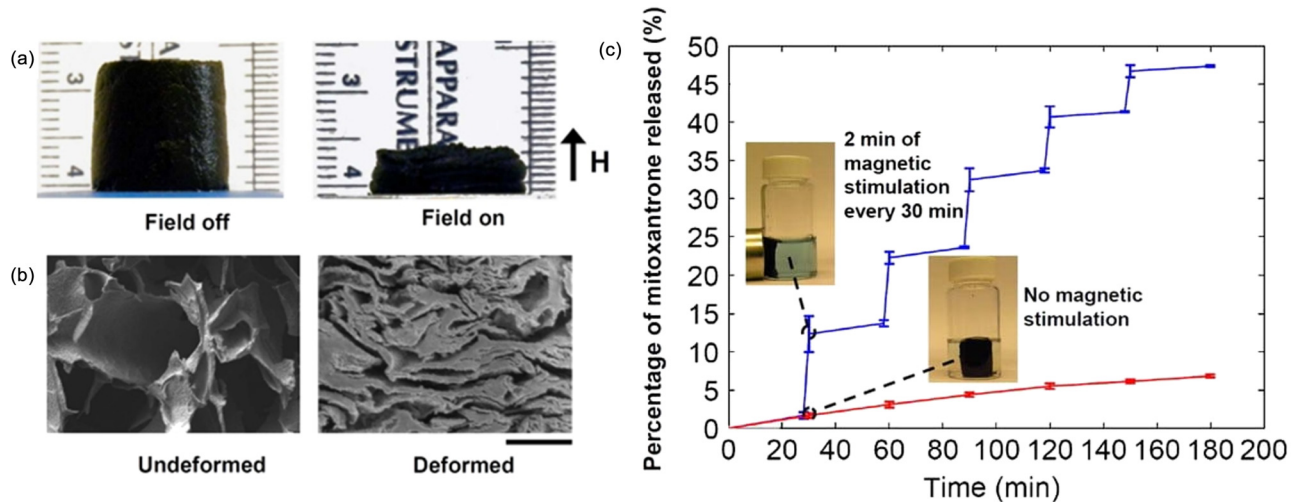 (a)
3
4
ST
A
Field off
3
4
STRUME
APPARA
H
Field on
(b)
Undeformed
Deformed
(c)
Percentage of mitoxantrone released (%)
50
45
40
35
30
25
20
15
10
5
0
2 min of
magnetic
stimulation
every 30 min
No magnetic
stimulation
0 20 40 60 80 100 120 140 160 180 200
Time (min)